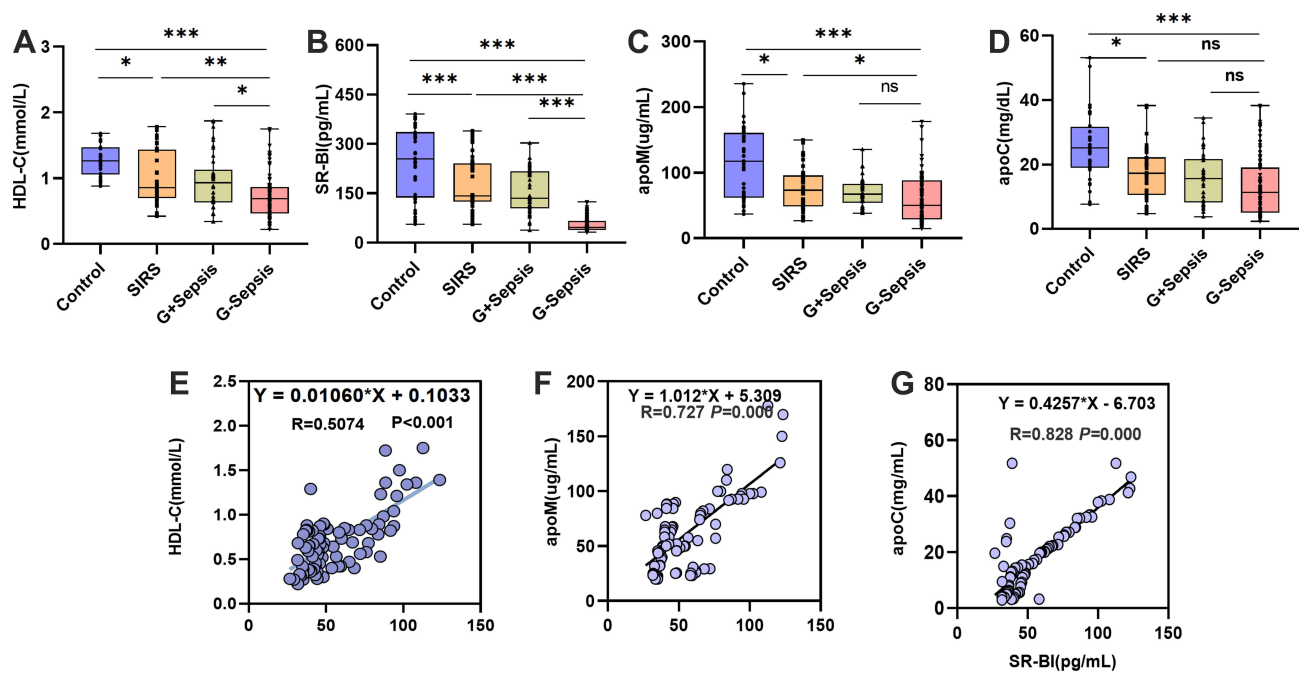 A
HDL-C(mmol/L)
3
2
1
0
***
*
**
*
Control
SIRS
G+Sepsis
G-Sepsis
B
SR-BI(pg/mL)
600
450
300
150
0
***
***
***
***
Control
SIRS
G+Sepsis
G-Sepsis
C
apoM(ug/mL)
300
200
100
0
***
*
*
ns
Control
SIRS
G+Sepsis
G-Sepsis
D
apoC(mg/dL)
60
40
20
0
***
*
ns
ns
Control
SIRS
G+Sepsis
G-Sepsis
E
HDL-C(mmol/L)
2.5
2.0
1.5
1.0
0.5
0.0
Y = 0.01060*X + 0.1033
R=0.5074 P<0.001
0 50 100 150
F
apoM(ug/mL)
200
150
100
50
0
Y = 1.012*X + 5.309
R=0.727 P=0.000
0 50 100 150
G
apoC(mg/mL)
80
60
40
20
0
Y = 0.4257*X - 6.703
R=0.828 P=0.000
0 50 100 150
SR-BI(pg/mL)